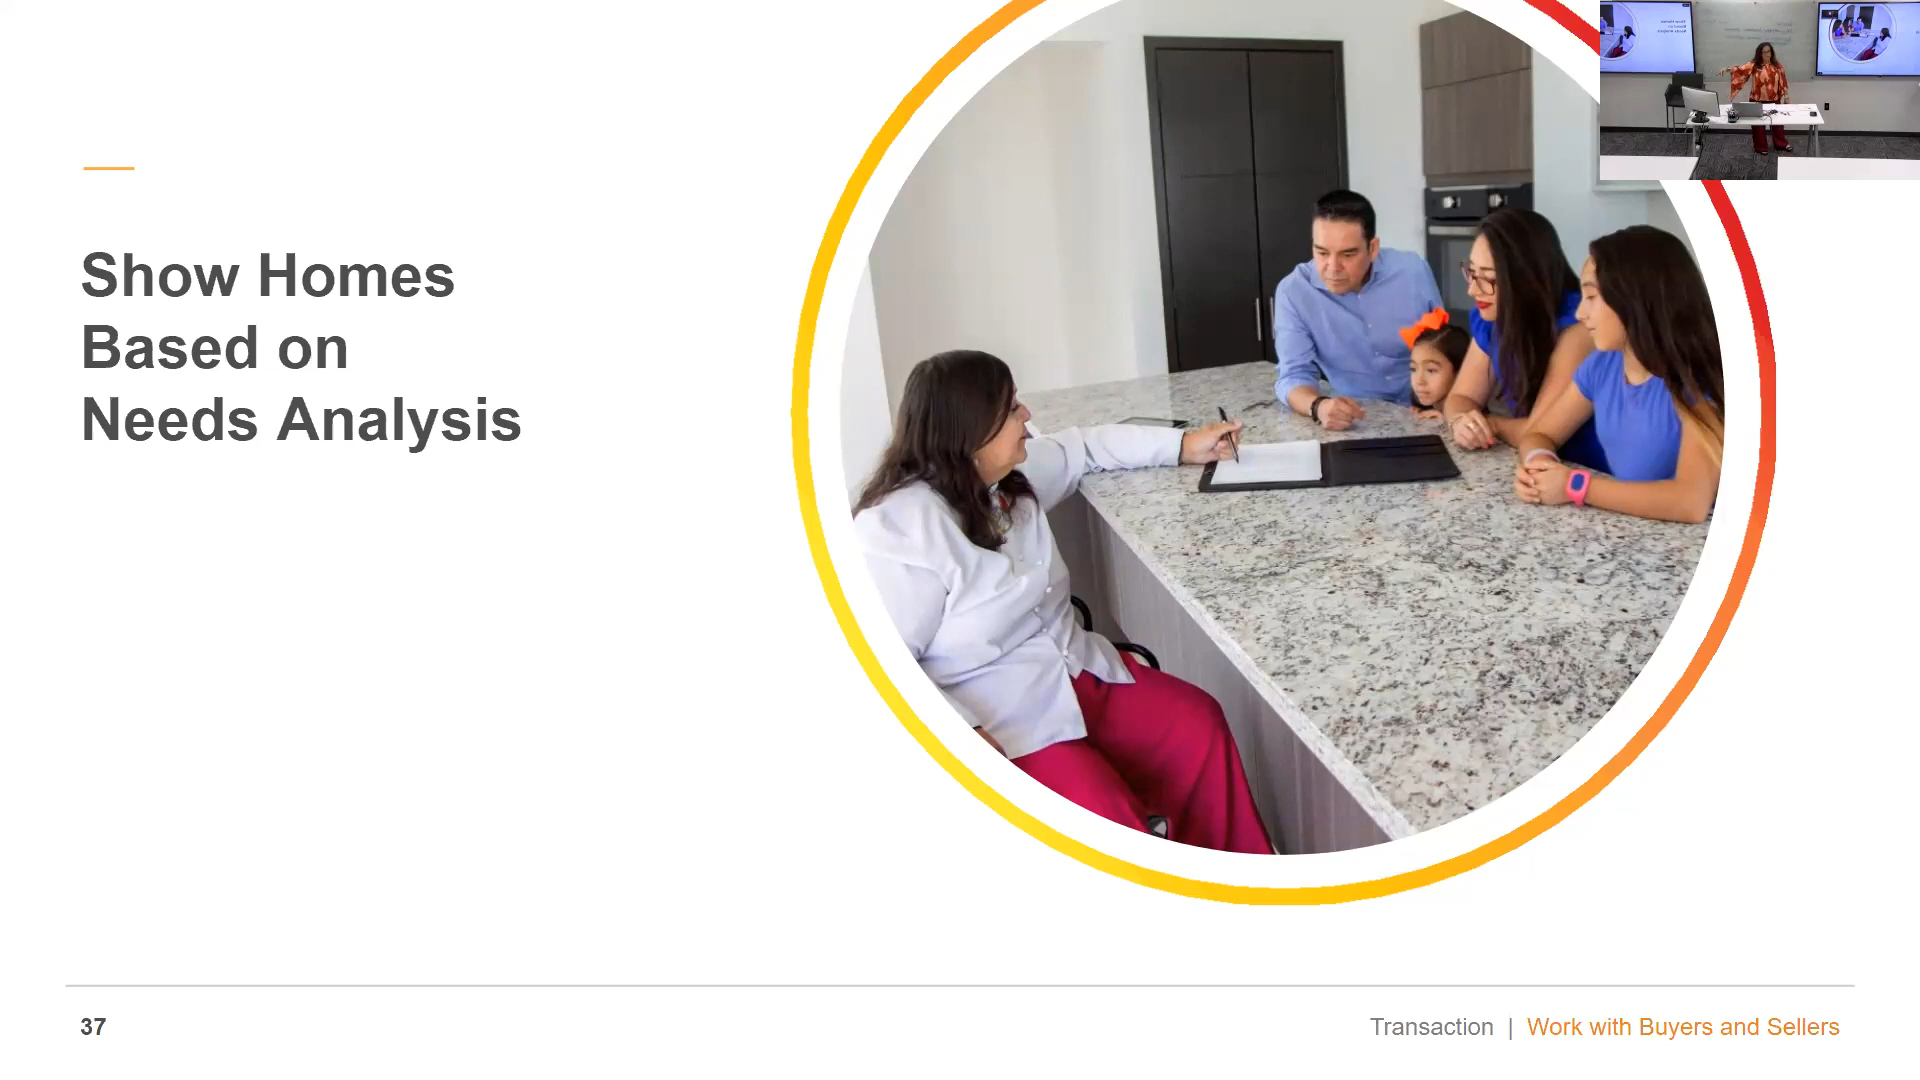 Show Homes
Based on
Needs Analysis
37
Transaction | Work with Buyers and Sellers